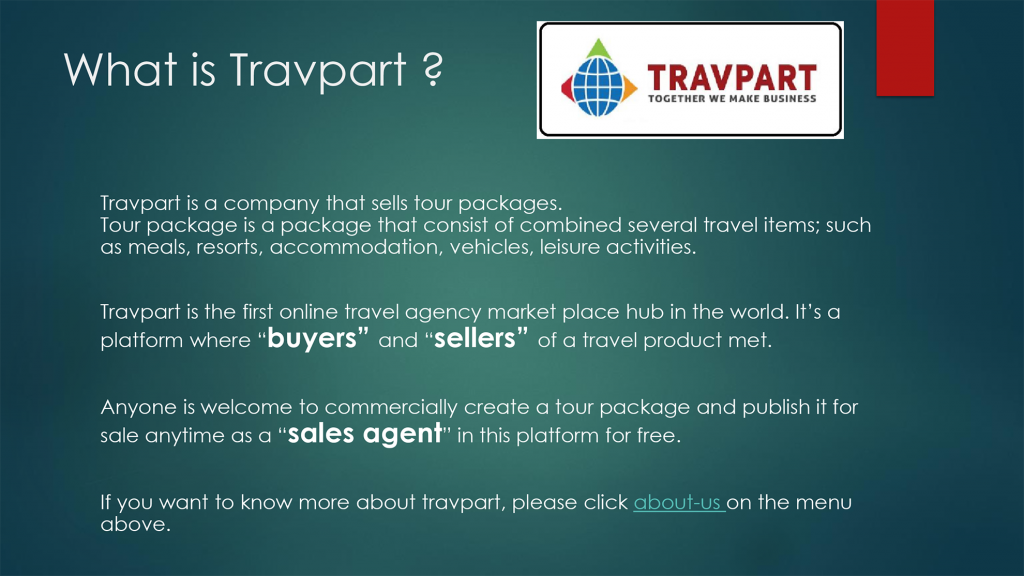 What is Travpart ?
TRAVPART
TOGETHER WE MAKE BUSINESS
Travpart is a company that sells tour packages.
Tour package is a package that consist of combined several travel items; such
as meals, resorts, accommodation, vehicles, leisure activities.
Travpart is the first online travel agency market place hub in the world. It’s a
platform where “buyers” and “sellers” of a travel product met.
Anyone is welcome to commercially create a tour package and publish it for
sale anytime as a “sales agent” in this platform for free.
If you want to know more about travpart, please click about-us on the menu
above.